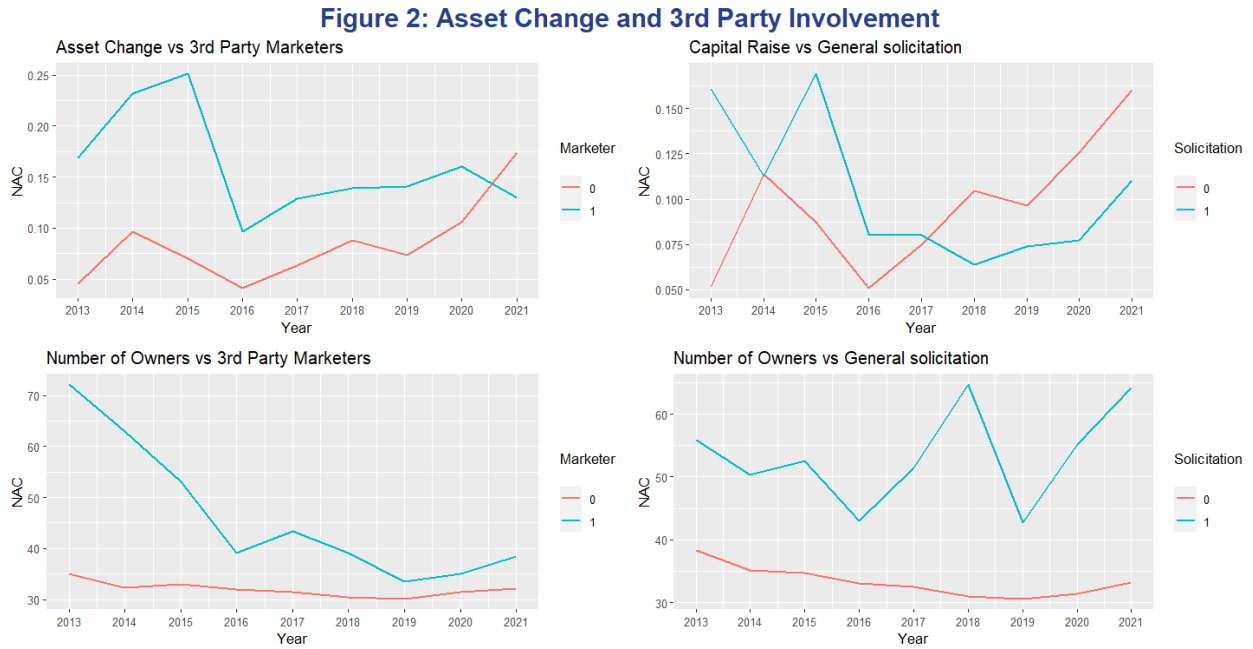 Figure 2: Asset Change and 3rd Party Involvement
Asset Change vs 3rd Party Marketers
NAC
0.25
0.20
0.15
0.10
0.05
2013 2014 2015 2016 2017 2018 2019 2020 2021
Year
Marketer
0
1
Capital Raise vs General solicitation
NAC
0.150
0.125
0.100
0.075
0.050
2013 2014 2015 2016 2017 2018 2019 2020 2021
Year
Solicitation
0
1
Number of Owners vs 3rd Party Marketers
NAC
70
60
50
40
30
2013 2014 2015 2016 2017 2018 2019 2020 2021
Year
Marketer
0
1
Number of Owners vs General solicitation
NAC
60
50
40
30
2013 2014 2015 2016 2017 2018 2019 2020 2021
Year
Solicitation
0
1